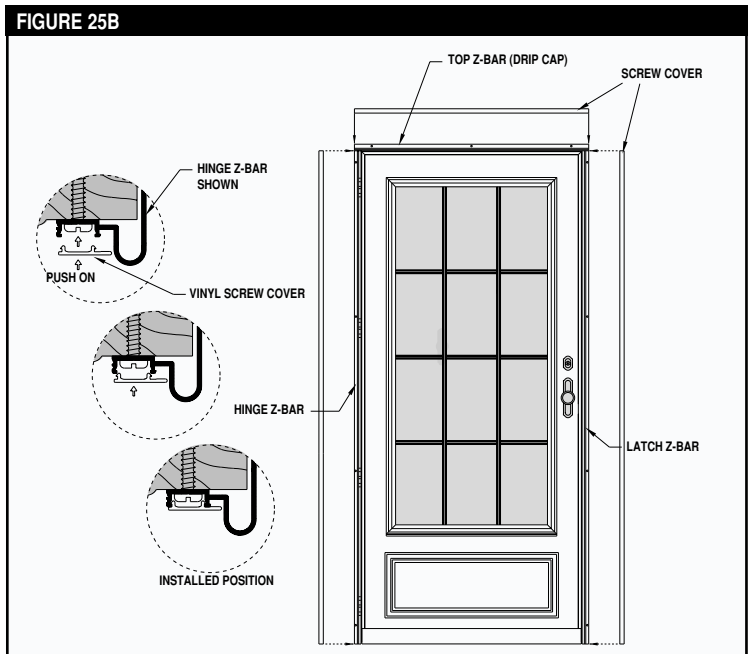 FIGURE 25B
TOP Z-BAR (DRIP CAP)
SCREW COVER
HINGE Z-BAR
SHOWN
PUSH ON
VINYL SCREW COVER
HINGE Z-BAR
LATCH Z-BAR
INSTALLED POSITION